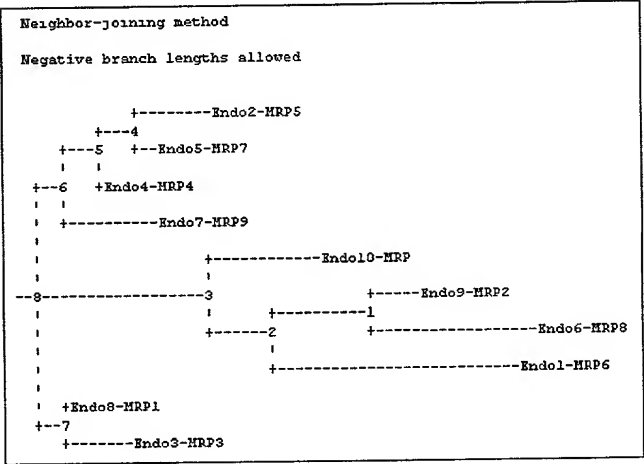 Neighbor-joining method
Negative branch lengths allowed
+--------Endo2-MRP5
+---4
+---5 +--Endo5-MRP7
! !
+--6 +Endo4-MRP4
! !
! +-----------Endo7-MRP9
!
! +-------------Endo10-MRP
! !
--8-------------------3 +-----Endo9-MRP2
! ! +-----------1
! +-------2 +-------------------Endo6-MRP8
! !
! +----------------------------Endo1-MRP6
!
! +Endo8-MRP1
+--7
+--------Endo3-MRP3